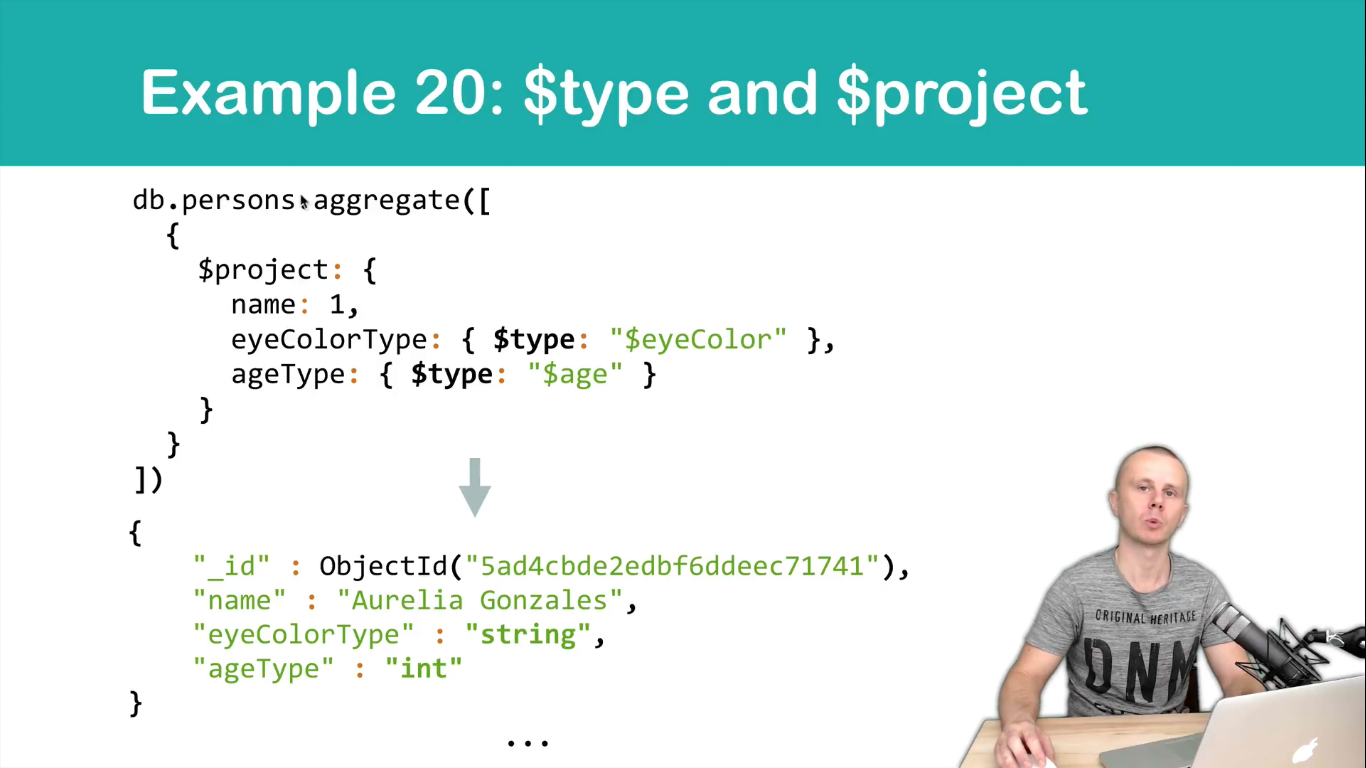 Example 20: $type and $project
db.persons.aggregate([
{
$project: {
name: 1,
eyeColorType: { $type: "$eyeColor" },
ageType: { $type: "$age" }
}
}
])
{
"_id" : ObjectId("5ad4cbde2edbf6ddeec71741"),
"name" : "Aurelia Gonzales",
"eyeColorType" : "string",
"ageType" : "int"
}
...
ORIGINAL HERITAGE
DNM